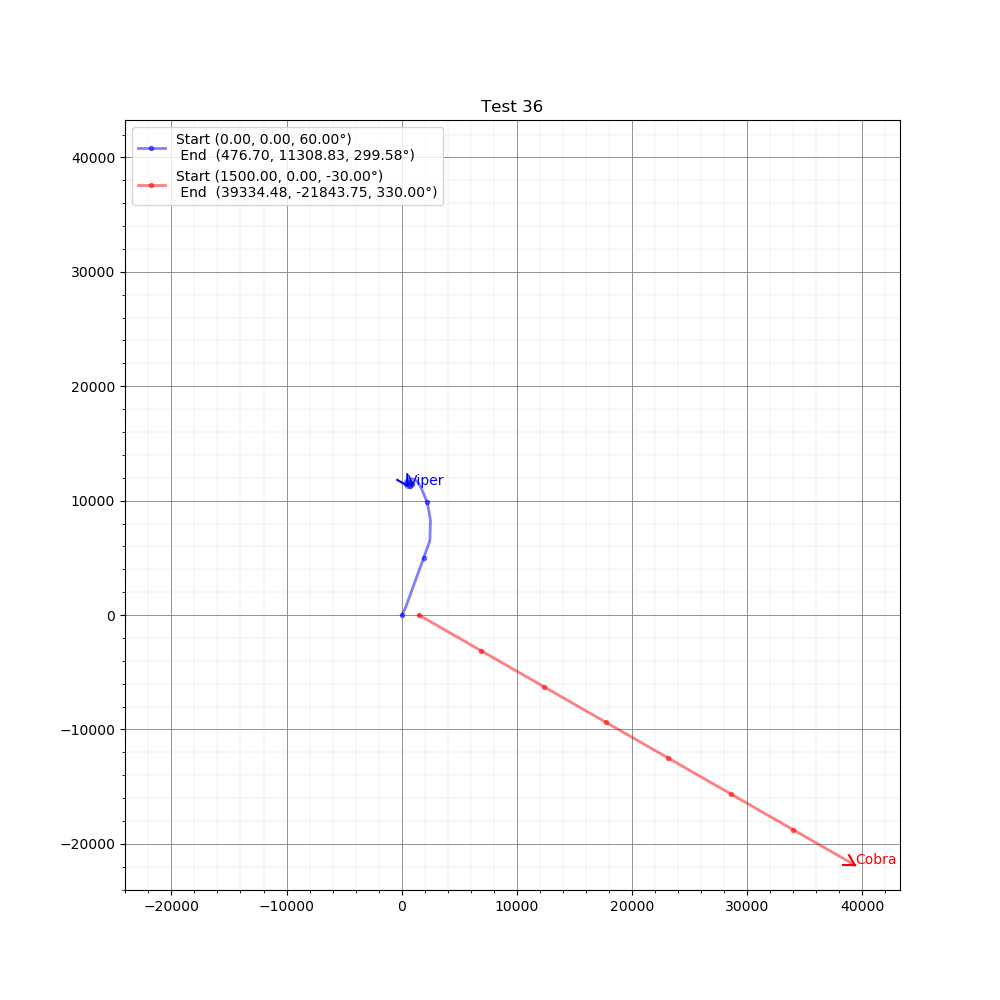 Test 36
Start (0.00, 0.00, 60.00°)
End (476.70, 11308.83, 299.58°)
Start (1500.00, 0.00, -30.00°)
End (39334.48, -21843.75, 330.00°)
40000
30000
20000
10000
0
−10000
−20000
Viper
Cobra
−20000 −10000 0 10000 20000 30000 40000